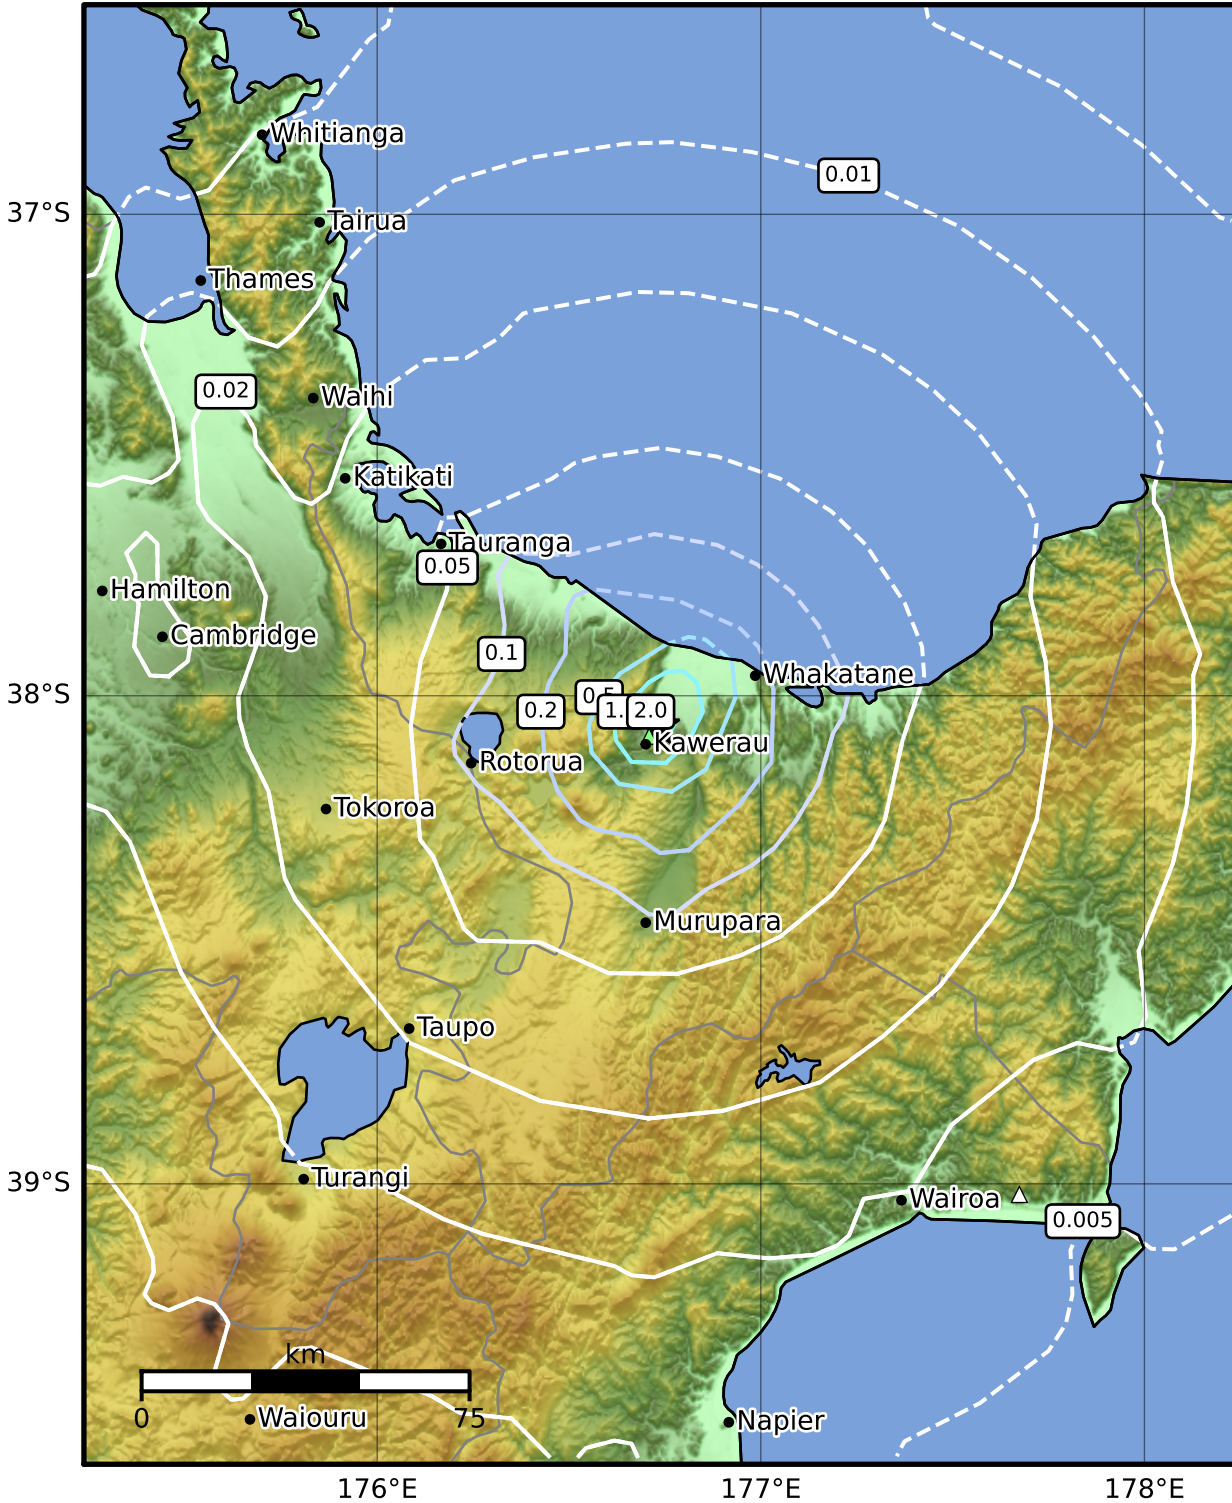 Whitianga
0.01
37°S
Tairua
Thames
0.02
Waihi
Katikati
Tauranga
0.05
Hamilton
Cambridge
0.1
Whakatane
38°S
0.2
2.0
Kawerau
Rotorua
Tokoroa
Murupara
Taupo
39°S
Turangi
Wairoa
0.005
km
0
75
Waiouru
Napier
176°E
177°E
178°E